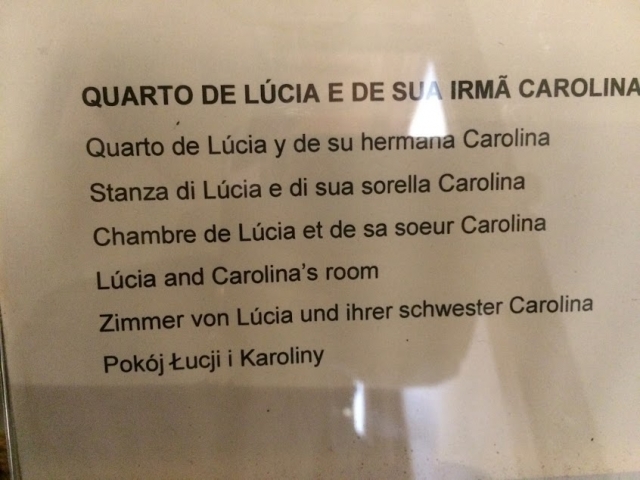 QUARTO DE LÚCIA E DE SUA IRMÃ CAROLINA
Quarto de Lúcia y de su hermana Carolina
Stanza di Lúcia e di sua sorella Carolina
Chambre de Lúcia et de sa soeur Carolina
Lúcia and Carolina's room
Zimmer von Lúcia und ihrer schwester Carolina
Pokój Łucji i Karoliny